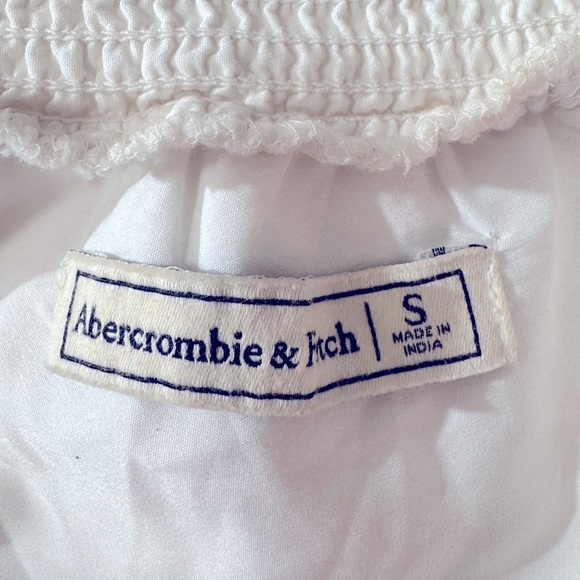 Abercrombie & Fitch | S
MADE IN
INDIA